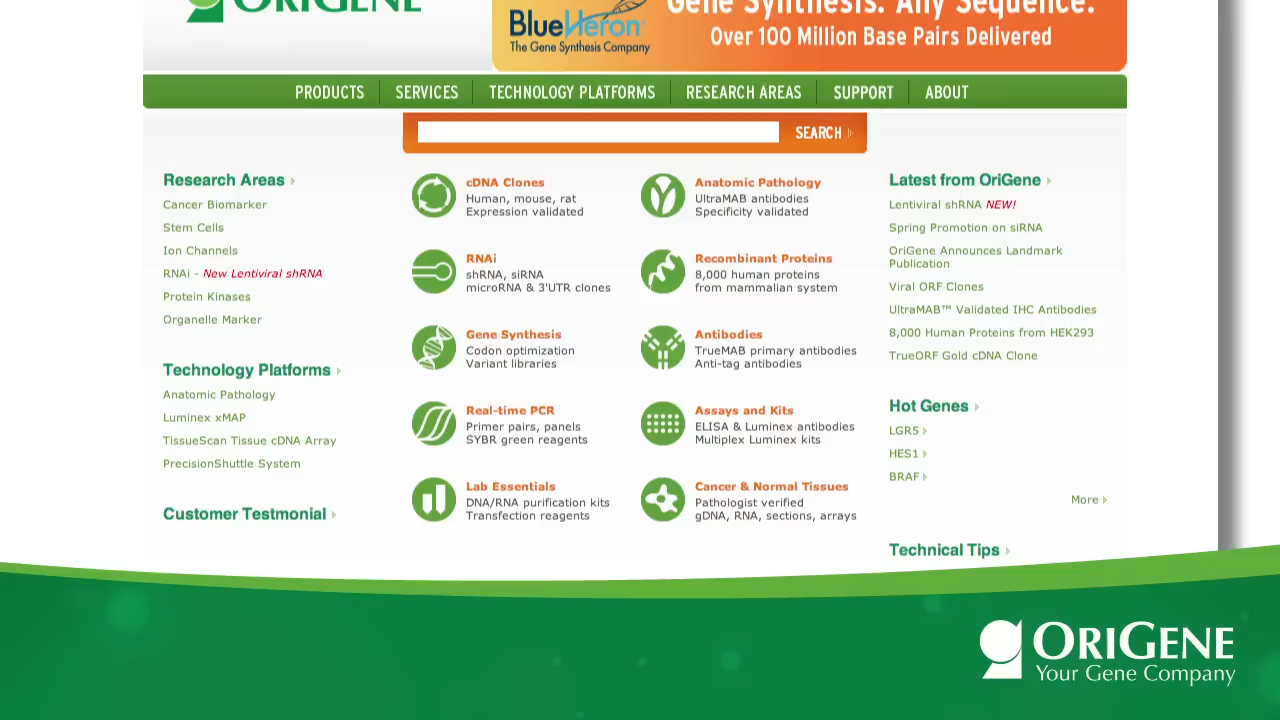 ORIGENE
BlueHeron
The Gene Synthesis Company
Gene Synthesis. Any Sequence.
Over 100 Million Base Pairs Delivered
PRODUCTS SERVICES TECHNOLOGY PLATFORMS RESEARCH AREAS SUPPORT ABOUT
SEARCH
Research Areas
Cancer Biomarker
Stem Cells
Ion Channels
RNAi - New Lentiviral shRNA
Protein Kinases
Organelle Marker
Technology Platforms
Anatomic Pathology
Luminex xMAP
TissueScan Tissue cDNA Array
PrecisionShuttle System
Customer Testmonial
cDNA Clones
Human, mouse, rat
Expression validated
RNAi
shRNA, siRNA
microRNA & 3'UTR clones
Gene Synthesis
Codon optimization
Variant libraries
Real-time PCR
Primer pairs, panels
SYBR green reagents
Lab Essentials
DNA/RNA purification kits
Transfection reagents
Anatomic Pathology
UltraMAB antibodies
Specificity validated
Recombinant Proteins
8,000 human proteins
from mammalian system
Antibodies
TrueMAB primary antibodies
Anti-tag antibodies
Assays and Kits
ELISA & Luminex antibodies
Multiplex Luminex kits
Cancer & Normal Tissues
Pathologist verified
gDNA, RNA, sections, arrays
Latest from OriGene
Lentiviral shRNA NEW!
Spring Promotion on siRNA
OriGene Announces Landmark
Publication
Viral ORF Clones
UltraMAB™ Validated IHC Antibodies
8,000 Human Proteins from HEK293
TrueORF Gold cDNA Clone
Hot Genes
LGR5
HES1
BRAF
More
Technical Tips
ORIGENE
Your Gene Company